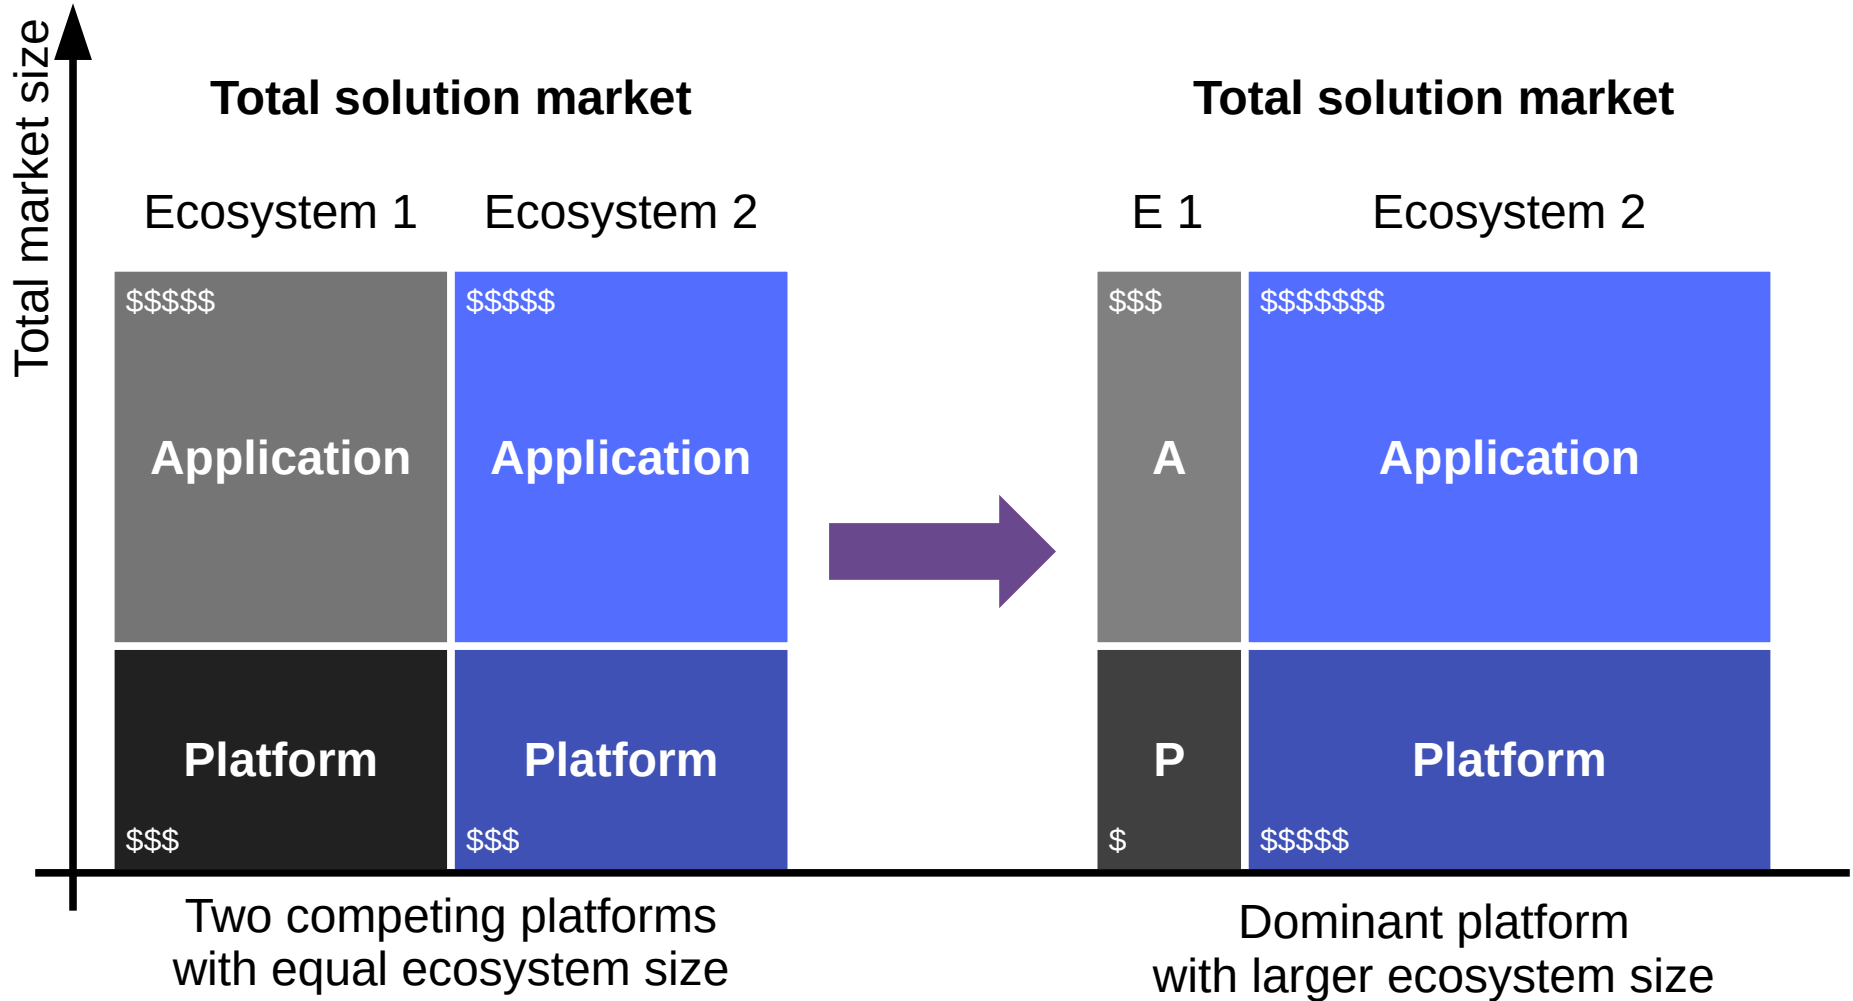 Total market size
Total solution market
Ecosystem 1
Ecosystem 2
$$$$$
$$$$$
Application
Application
Platform
Platform
$$$
$$$
Two competing platforms
with equal ecosystem size
Total solution market
E 1
Ecosystem 2
$$$
$$$$$$$
A
Application
P
Platform
$
$$$$$
Dominant platform
with larger ecosystem size